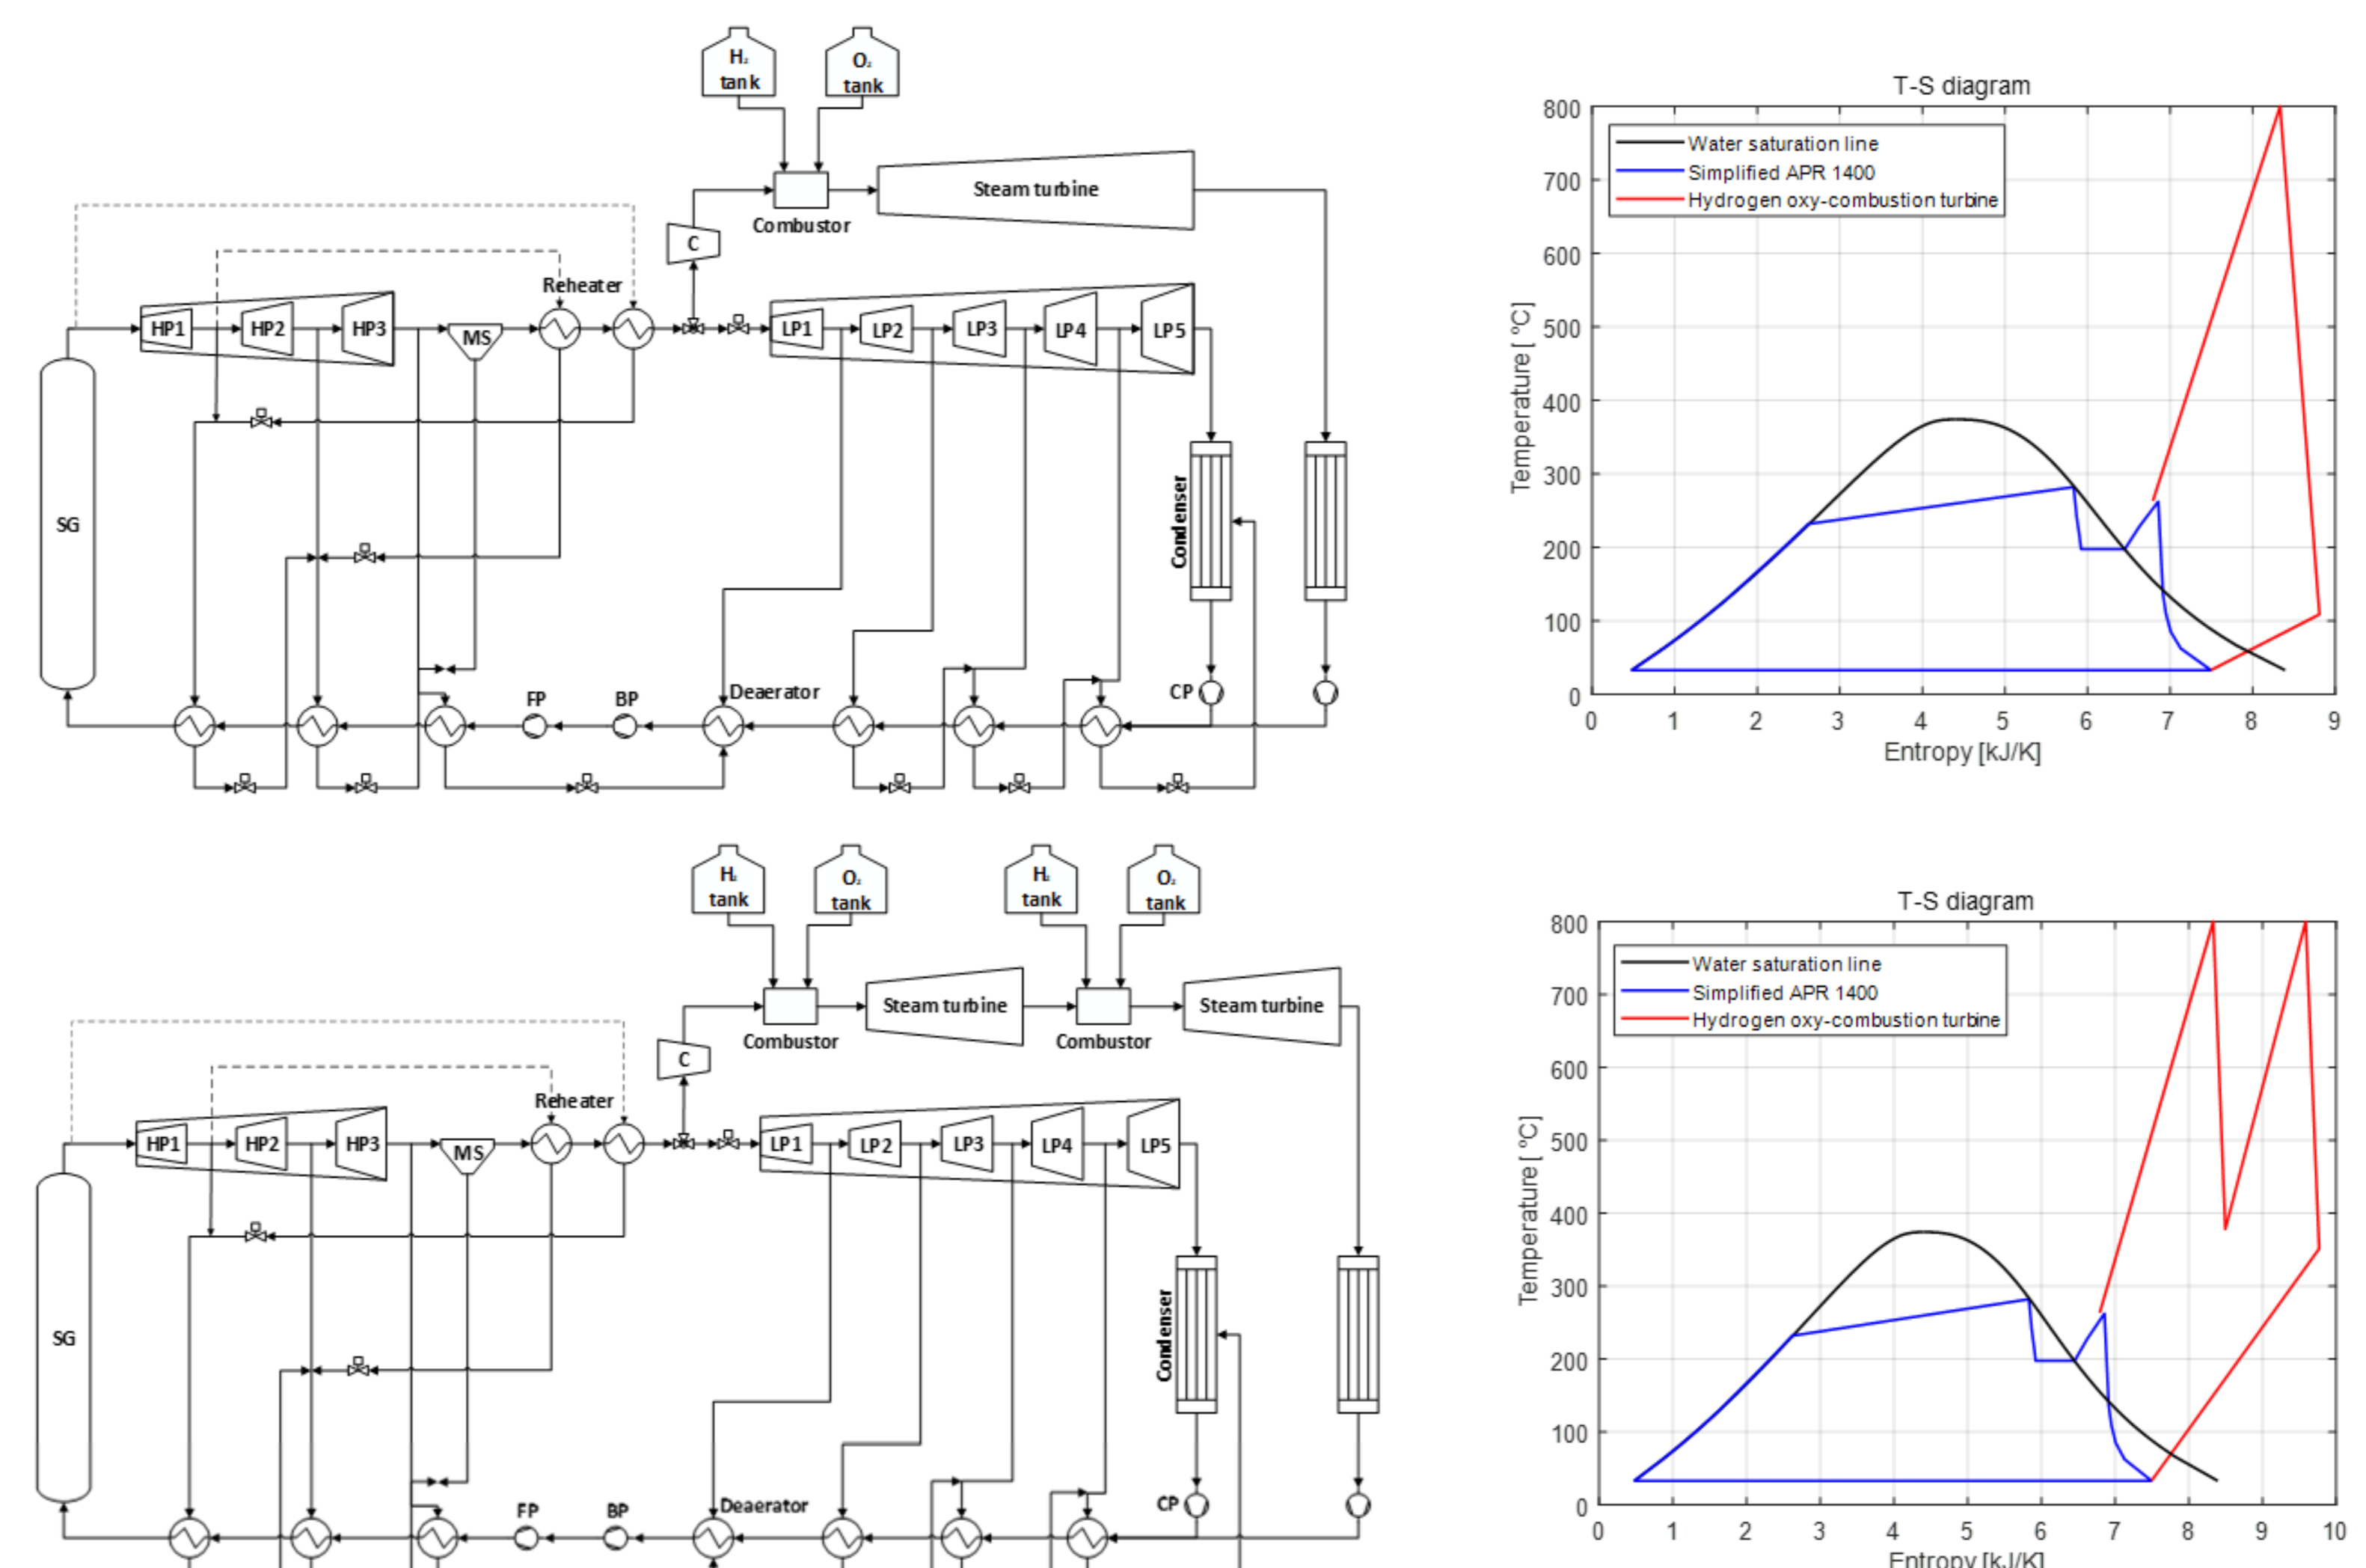 H₂
tank
O₂
tank
Combustor
Steam turbine
C
Reheater
HP1
HP2
HP3
MS
LP1
LP2
LP3
LP4
LP5
SG
Condenser
CP
FP
BP
Deaerator
T-S diagram
Water saturation line
Simplified APR 1400
Hydrogen oxy-combustion turbine
Temperature [ °C]
800
700
600
500
400
300
200
100
0
0 1 2 3 4 5 6 7 8 9
Entropy [kJ/K]
H₂
tank
O₂
tank
H₂
tank
O₂
tank
Combustor
Steam turbine
Combustor
Steam turbine
C
Reheater
HP1
HP2
HP3
MS
LP1
LP2
LP3
LP4
LP5
SG
Condenser
CP
FP
BP
Deaerator
T-S diagram
Water saturation line
Simplified APR 1400
Hydrogen oxy-combustion turbine
Temperature [ °C]
800
700
600
500
400
300
200
100
0
0 1 2 3 4 5 6 7 8 9 10
Entropy [kJ/K]